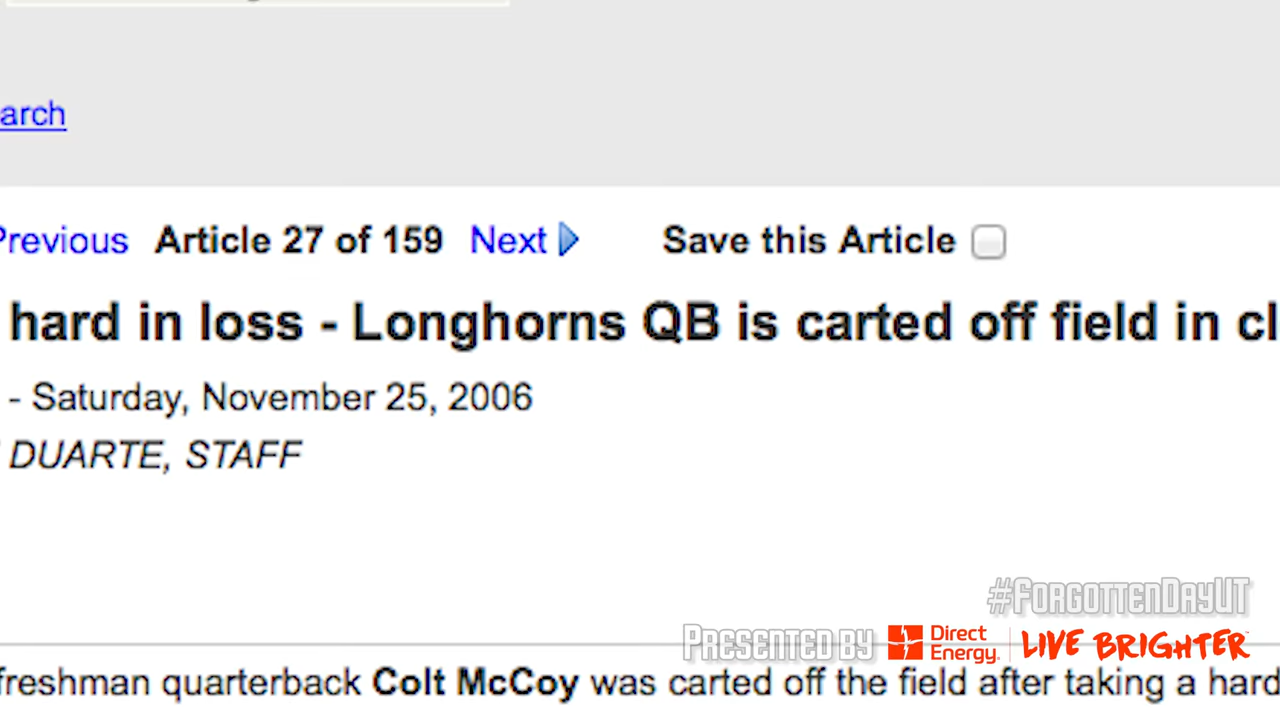 arch
Previous Article 27 of 159 Next Save this Article
hard in loss - Longhorns QB is carted off field in cl
- Saturday, November 25, 2006
DUARTE, STAFF
#ForgottenDayUT
Presented by Direct Energy. LIVE BRIGHTER
freshman quarterback Colt McCoy was carted off the field after taking a hard